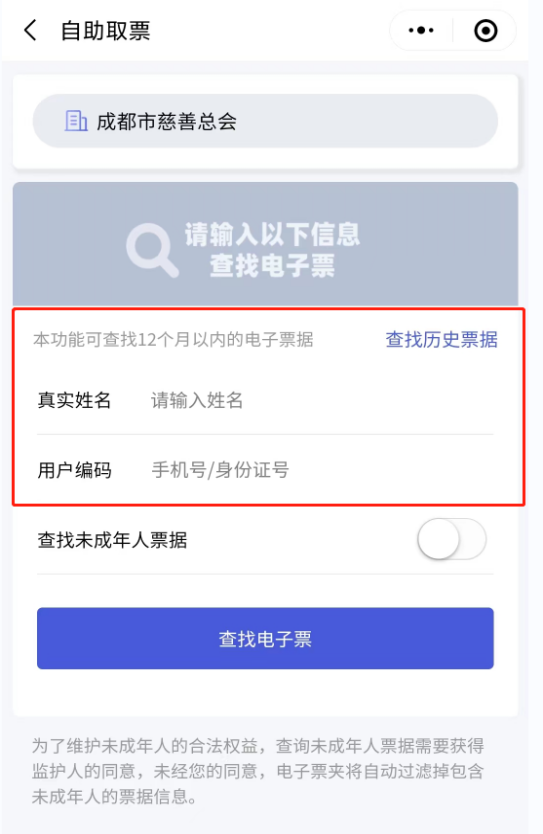 自助取票
成都市慈善总会
请输入以下信息
查找电子票
本功能可查找12个月以内的电子票据 查找历史票据
真实姓名 请输入姓名
用户编码 手机号/身份证号
查找未成年人票据
查找电子票
为了维护未成年人的合法权益，查询未成年人票据需要获得
监护人的同意，未经您的同意，电子票夹将自动过滤掉包含
未成年人的票据信息。